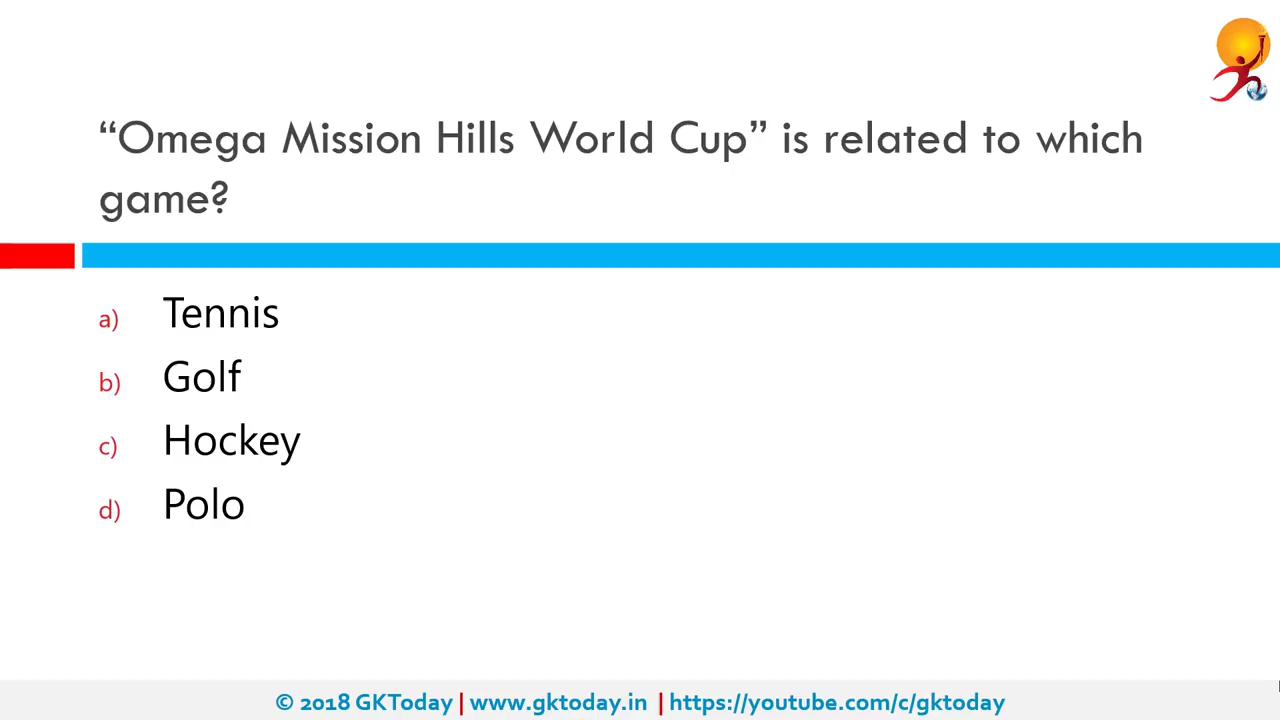 “Omega Mission Hills World Cup” is related to which
game?
a) Tennis
b) Golf
c) Hockey
d) Polo
© 2018 GKToday | www.gktoday.in | https://youtube.com/c/gktoday